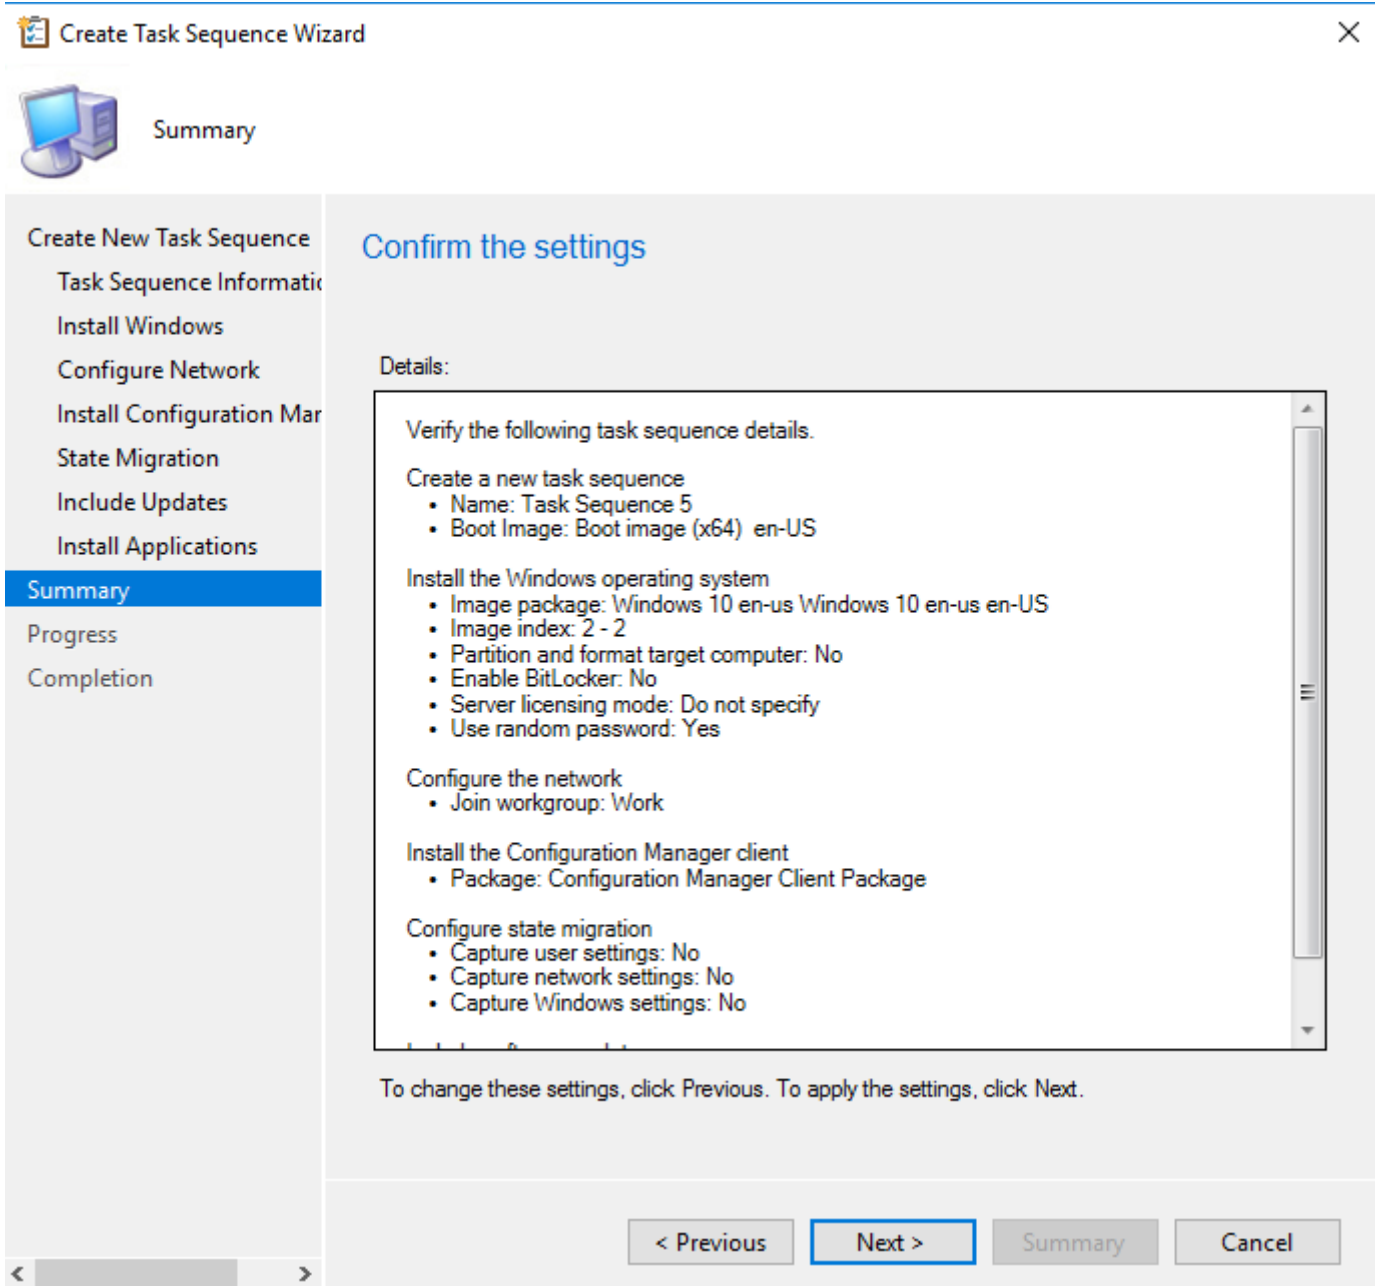 Create Task Sequence Wizard
Summary
Create New Task Sequence
Task Sequence Informatio
Install Windows
Configure Network
Install Configuration Mar
State Migration
Include Updates
Install Applications
Summary
Progress
Completion
Confirm the settings
Details:
Verify the following task sequence details.
Create a new task sequence
• Name: Task Sequence 5
• Boot Image: Boot image (x64)  en-US
Install the Windows operating system
• Image package: Windows 10 en-us Windows 10 en-us en-US
• Image index: 2 - 2
• Partition and format target computer: No
• Enable BitLocker: No
• Server licensing mode: Do not specify
• Use random password: Yes
Configure the network
• Join workgroup: Work
Install the Configuration Manager client
• Package: Configuration Manager Client Package
Configure state migration
• Capture user settings: No
• Capture network settings: No
• Capture Windows settings: No
To change these settings, click Previous. To apply the settings, click Next.
< Previous
Next >
Summary
Cancel